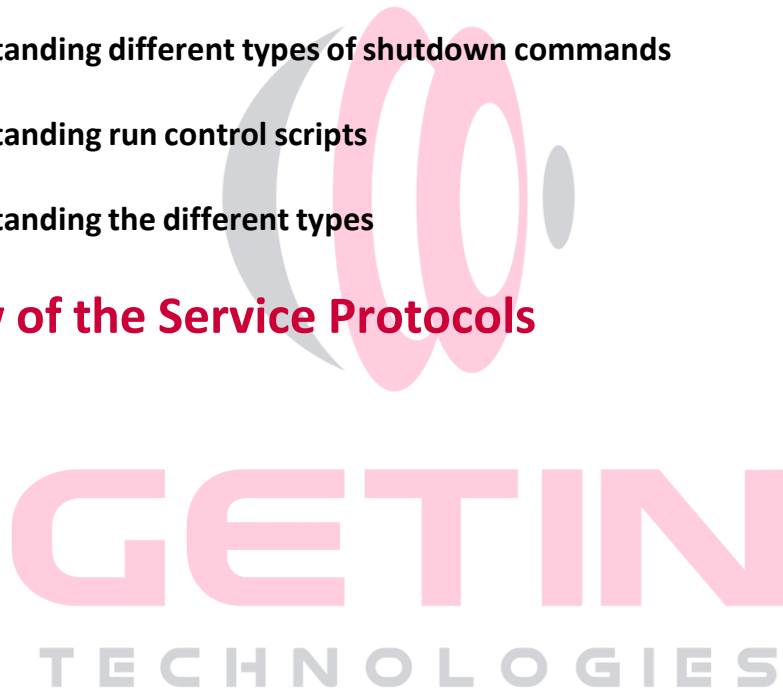 tanding different types of shutdown commands
tanding run control scripts
tanding the different types
of the Service Protocols
GETIN
TECHNOLOGIES